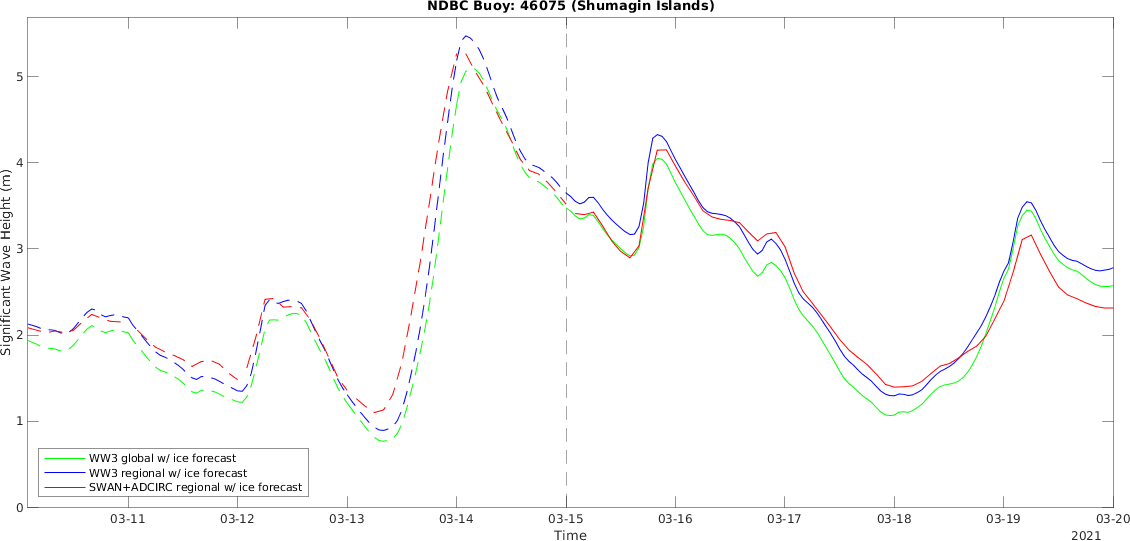 NDBC Buoy: 46075 (Shumagin Islands)
Significant Wave Height (m)
5
4
3
2
1
0
WW3 global w/ ice forecast
WW3 regional w/ ice forecast
SWAN+ADCIRC regional w/ ice forecast
03-11 03-12 03-13 03-14 03-15 03-16 03-17 03-18 03-19 03-20
Time
2021